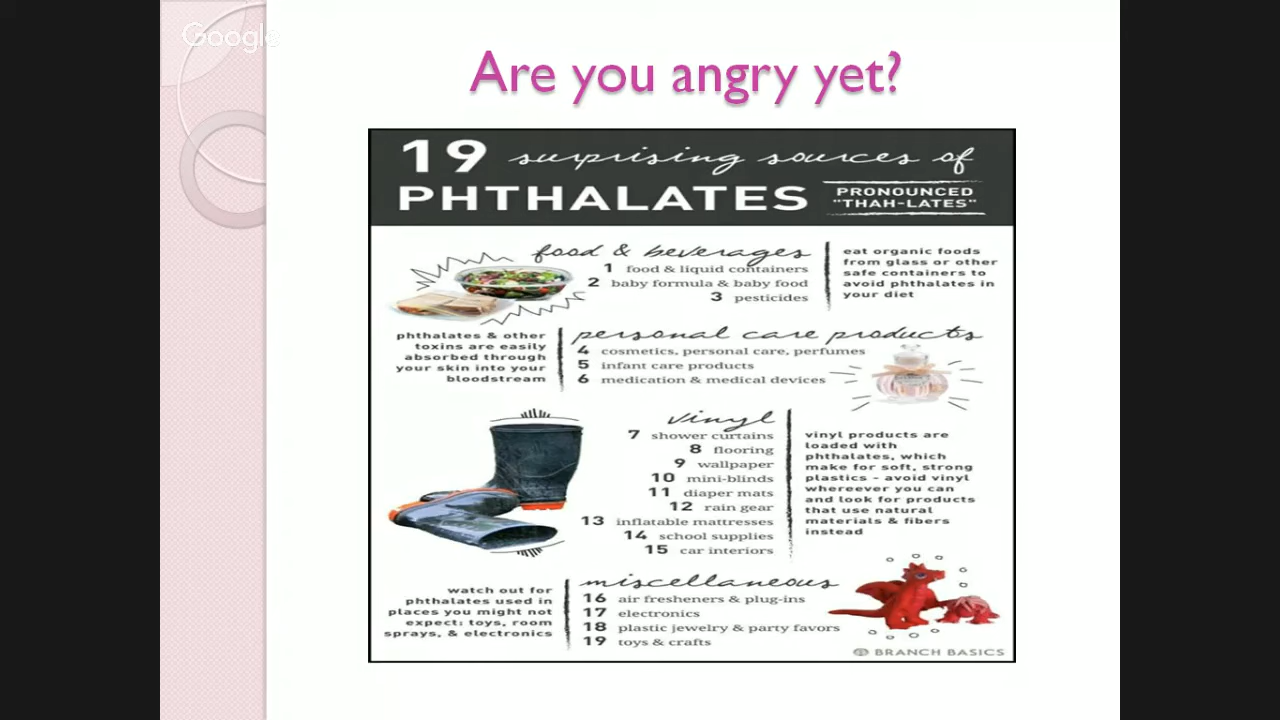 Google
Are you angry yet?
19 surprising sources of
PHTHALATES
PRONOUNCED
"THAH-LATES"
food & beverages
1 food & liquid containers
2 baby formula & baby food
3 pesticides
eat organic foods
from glass or other
safe containers to
avoid phthalates in
your diet
phthalates & other
toxins are easily
absorbed through
your skin into your
bloodstream
personal care products
4 cosmetics, personal care, perfumes
5 infant care products
6 medication & medical devices
vinyl
7 shower curtains
8 flooring
9 wallpaper
10 mini-blinds
11 diaper mats
12 rain gear
13 inflatable mattresses
14 school supplies
15 car interiors
vinyl products are
loaded with
phthalates, which
make for soft, strong
plastics - avoid vinyl
whereever you can
and look for products
that use natural
materials & fibers
instead
watch out for
phthalates used in
places you might not
expect: toys, room
sprays, & electronics
miscellaneous
16 air fresheners & plug-ins
17 electronics
18 plastic jewelry & party favors
19 toys & crafts
BRANCH BASICS